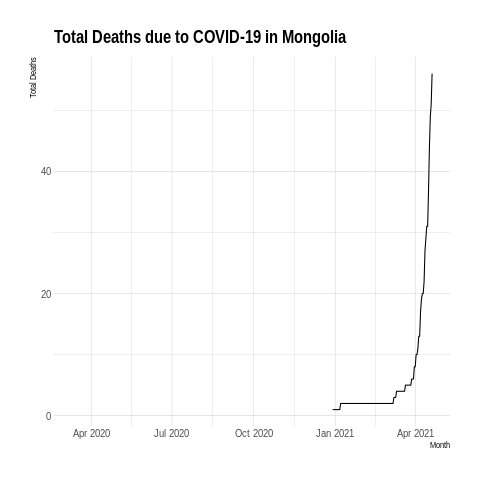 Total Deaths due to COVID-19 in Mongolia
Total Deaths
40
20
0
Apr 2020 Jul 2020 Oct 2020 Jan 2021 Apr 2021
Month